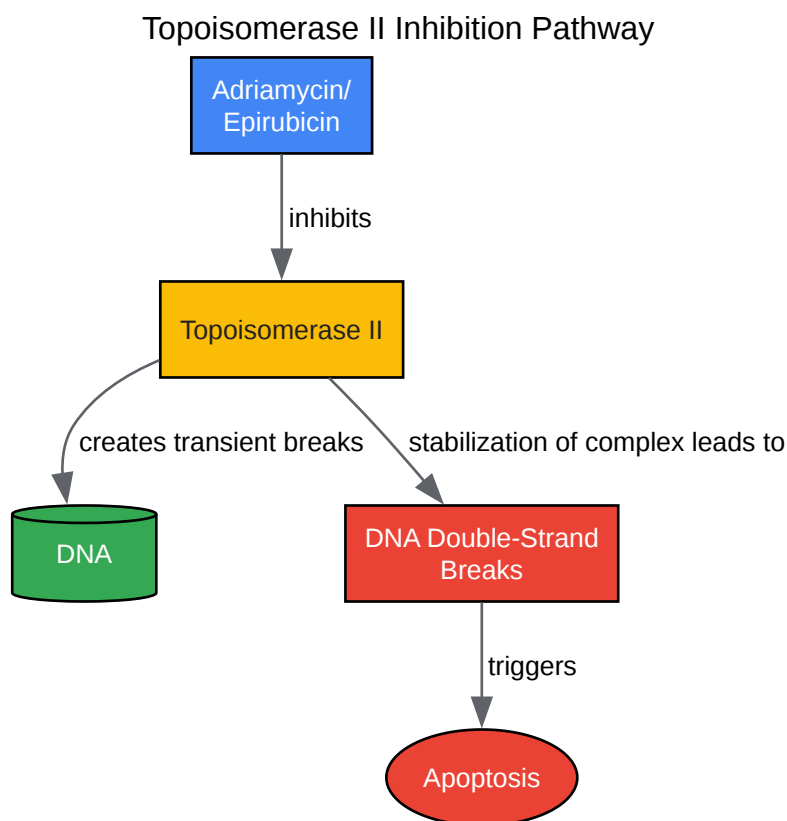 Topoisomerase II Inhibition Pathway
Adriamycin/
Epirubicin
inhibits
Topoisomerase II
creates transient breaks
stabilization of complex leads to
DNA
DNA Double-Strand
Breaks
triggers
Apoptosis